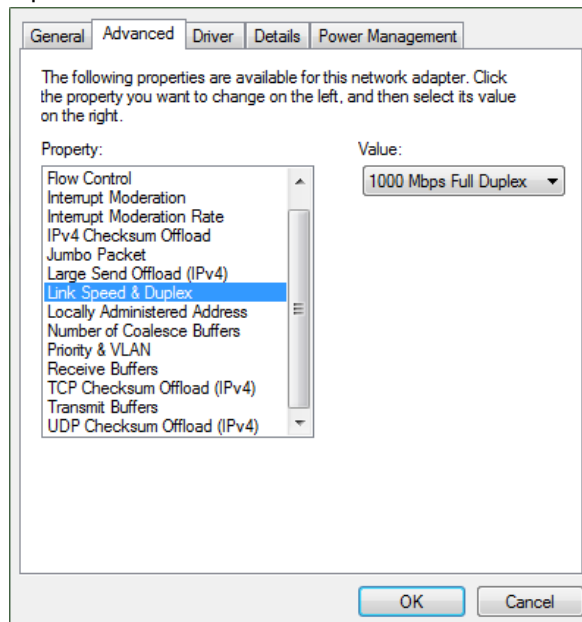 General Advanced Driver Details Power Management
The following properties are available for this network adapter. Click
the property you want to change on the left, and then select its value
on the right.
Property:
Value:
Flow Control
Interrupt Moderation
Interrupt Moderation Rate
IPv4 Checksum Offload
Jumbo Packet
Large Send Offload (IPv4)
Link Speed & Duplex
Locally Administered Address
Number of Coalesce Buffers
Priority & VLAN
Receive Buffers
TCP Checksum Offload (IPv4)
Transmit Buffers
UDP Checksum Offload (IPv4)
1000 Mbps Full Duplex
OK Cancel